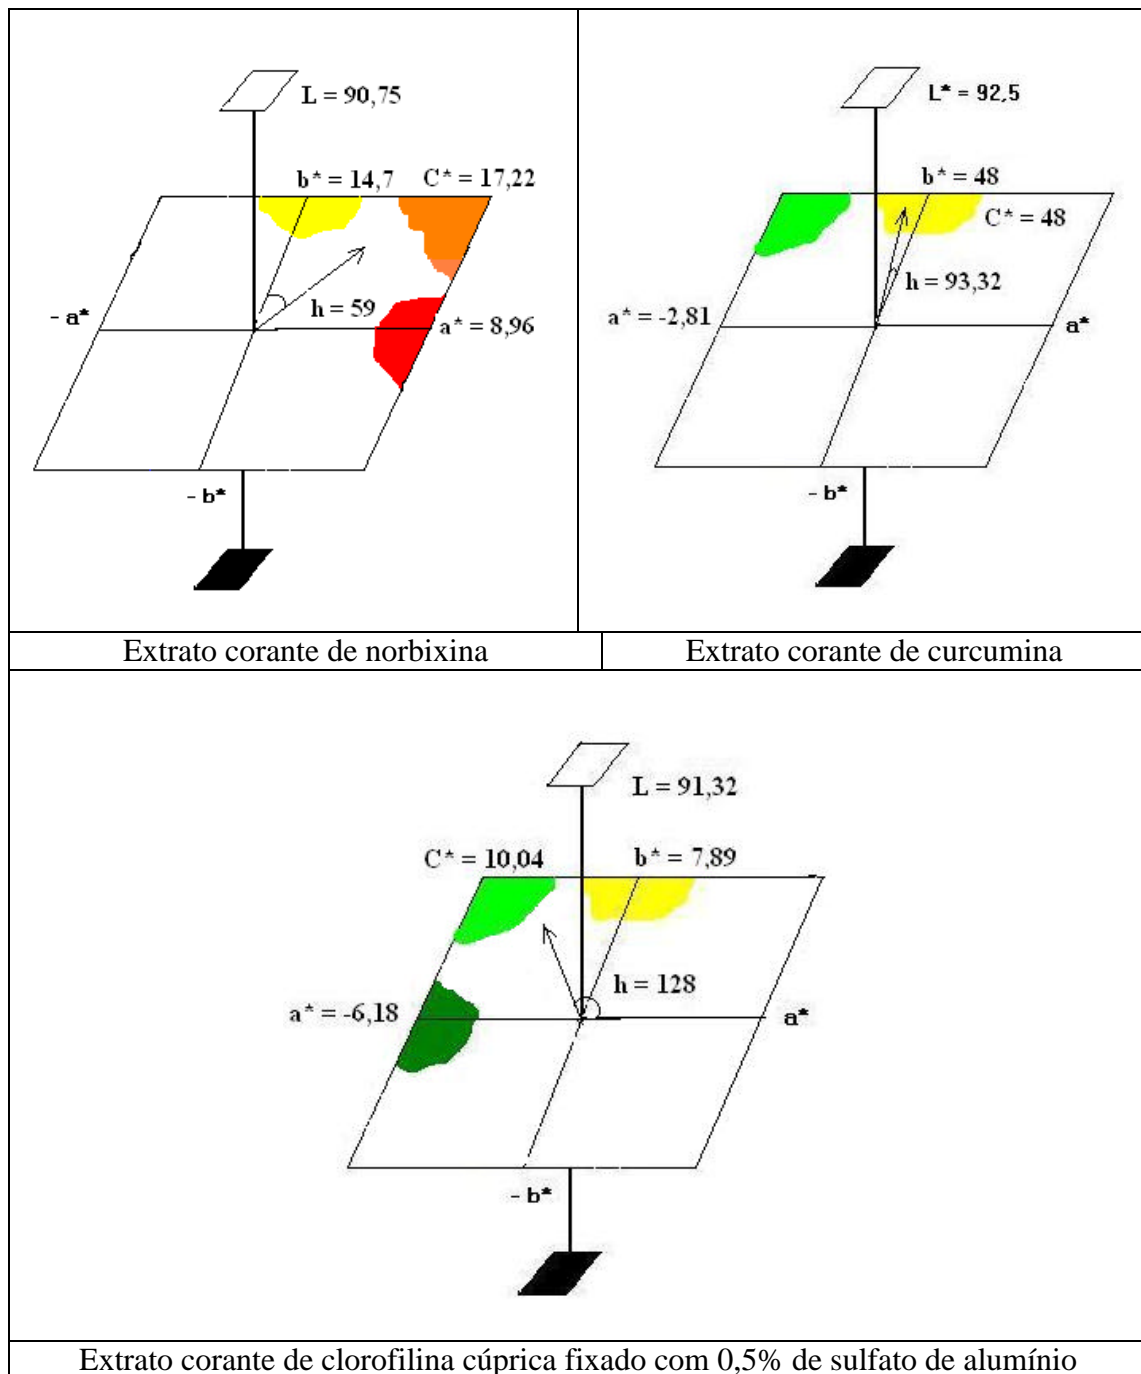 L = 90,75
b* = 14,7
C* = 17,22
- a*
h = 59
a* = 8,96
- b*
Extrato corante de norbixina
L* = 92,5
b* = 48
C* = 48
h = 93,32
a* = -2,81
a*
- b*
Extrato corante de curcumina
L = 91,32
C* = 10,04
b* = 7,89
h = 128
a* = -6,18
a*
- b*
Extrato corante de clorofilina cúprica fixado com 0,5% de sulfato de alumínio